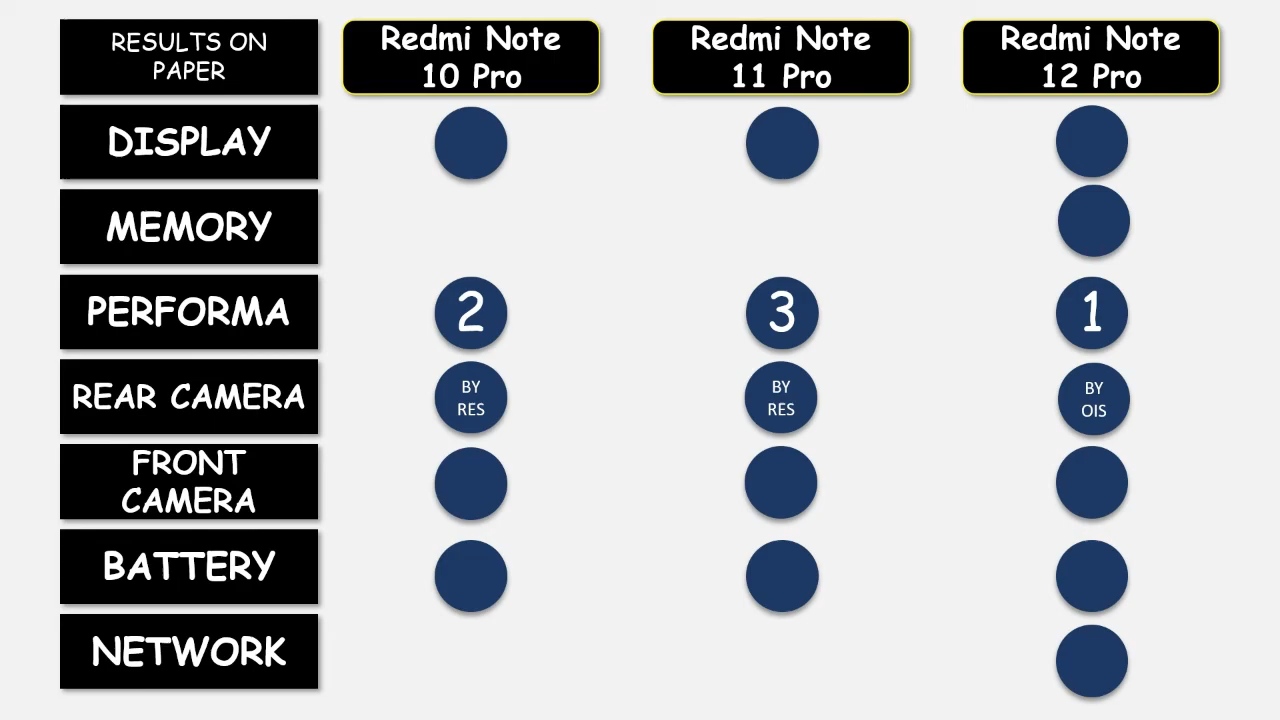 RESULTS ON
PAPER
Redmi Note
10 Pro
Redmi Note
11 Pro
Redmi Note
12 Pro
DISPLAY
MEMORY
PERFORMA
2
3
1
REAR CAMERA
BY
RES
BY
RES
BY
OIS
FRONT
CAMERA
BATTERY
NETWORK